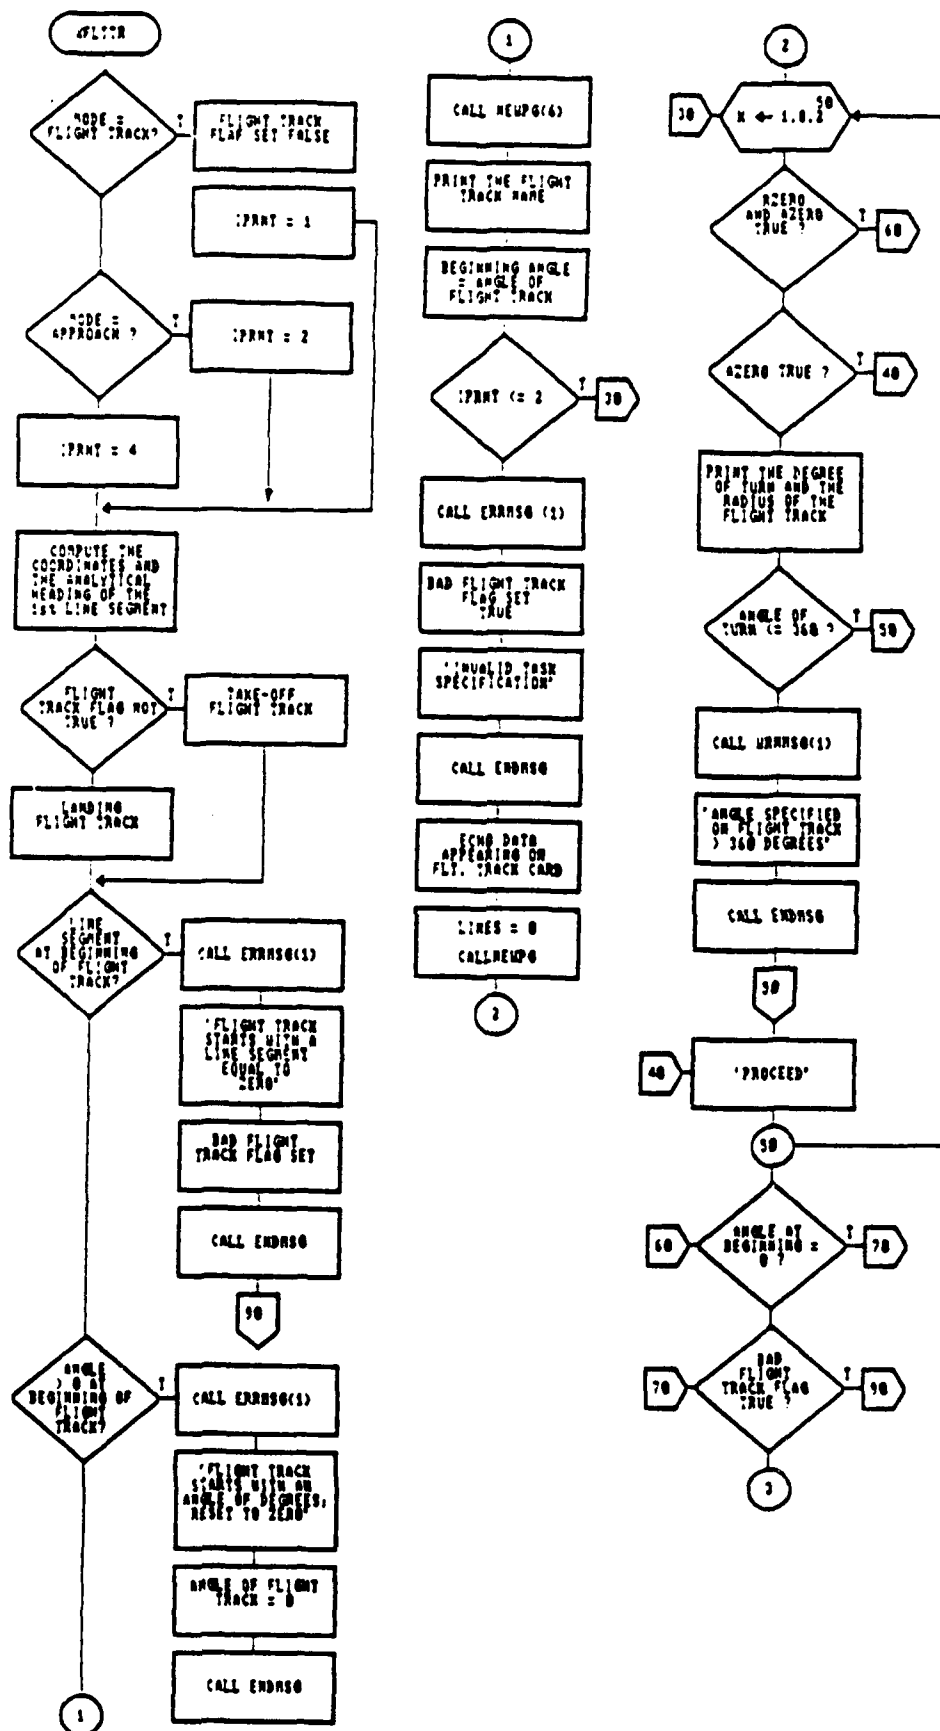 MODE =
FLIGHT TRACK?
T
FLIGHT TRACK
FLAF SET FALSE
IPRNT = 1
MODE =
APPROACH ?
T
IPRNT = 2
IPRNT = 4
COMPUTE THE
COORDINATES AND
THE ANALYTICAL
HEADING OF THE
1st LINE SEGMENT
FLIGHT
TRACK FLAG NOT
TRUE ?
T
TAKE-OFF
FLIGHT TRACK
LANDING
FLIGHT TRACK
LINE
SEGMENT
AT BEGINNING
OF FLIGHT
TRACK?
T
CALL ERRMSG(1)
'FLIGHT TRACK
STARTS WITH A
LINE SEGMENT
EQUAL TO
ZERO'
BAD FLIGHT
TRACK FLAG SET
CALL ENDMSG
90
ANGLE
> 0 AT
BEGINNING OF
FLIGHT
TRACK?
T
CALL ERRMSG(1)
'FLIGHT TRACK
STARTS WITH AN
ANGLE OF DEGREES;
RESET TO ZERO'
ANGLE OF FLIGHT
TRACK = 0
CALL ENDMSG
1
1
CALL NEWPG(6)
PRINT THE FLIGHT
TRACK NAME
BEGINNING ANGLE
= ANGLE OF
FLIGHT TRACK
IPRNT <= 2
T
30
CALL ERRMSG (1)
BAD FLIGHT TRACK
FLAG SET
TRUE
'INVALID TASK
SPECIFICATION'
CALL ENDMSG
ECHO DATA
APPEARING ON
FLT. TRACK CARD
LINES = 0
CALLNEWPG
2
2
30
50
AZERO
AND AZERO
TRUE ?
T
60
AZERO TRUE ?
T
40
PRINT THE DEGREE
OF TURN AND THE
RADIUS OF THE
FLIGHT TRACK
ANGLE OF
TURN <= 360 ?
T
50
CALL WRNMSG(1)
'ANGLE SPECIFIED
ON FLIGHT TRACK
> 360 DEGREES'
CALL ENDMSG
50
40
'PROCEED'
50
60
ANGLE AT
BEGINNING =
0 ?
T
70
70
BAD
FLIGHT
TRACK FLAG
TRUE ?
T
90
3